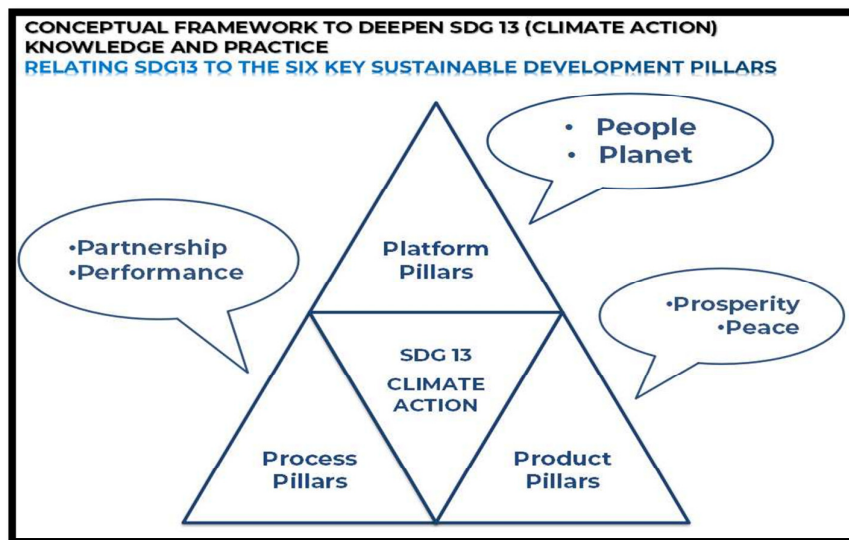 CONCEPTUAL FRAMEWORK TO DEEPEN SDG 13 (CLIMATE ACTION)
KNOWLEDGE AND PRACTICE
RELATING SDG13 TO THE SIX KEY SUSTAINABLE DEVELOPMENT PILLARS
• People
• Planet
Platform
Pillars
•Partnership
•Performance
•Prosperity
•Peace
SDG 13
CLIMATE
ACTION
Process
Pillars
Product
Pillars